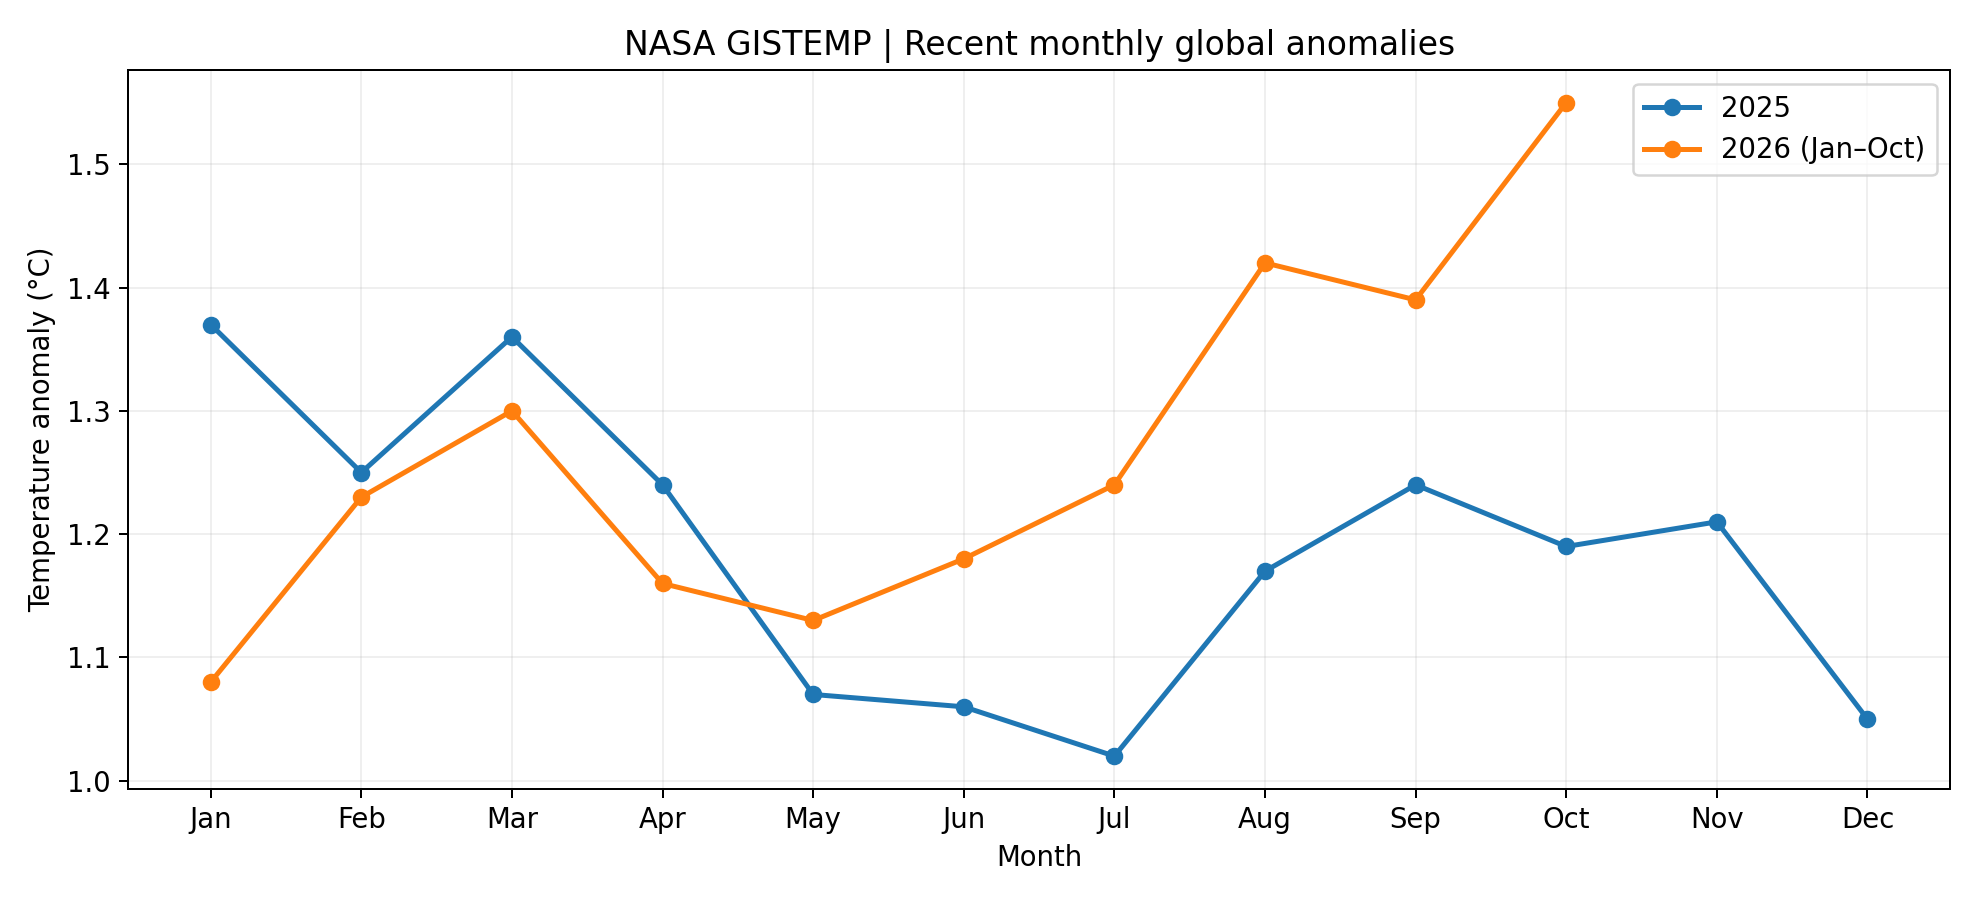 NASA GISTEMP | Recent monthly global anomalies
2025
2026 (Jan–Oct)
Temperature anomaly (°C)
1.5
1.4
1.3
1.2
1.1
1.0
Jan Feb Mar Apr May Jun Jul Aug Sep Oct Nov Dec
Month